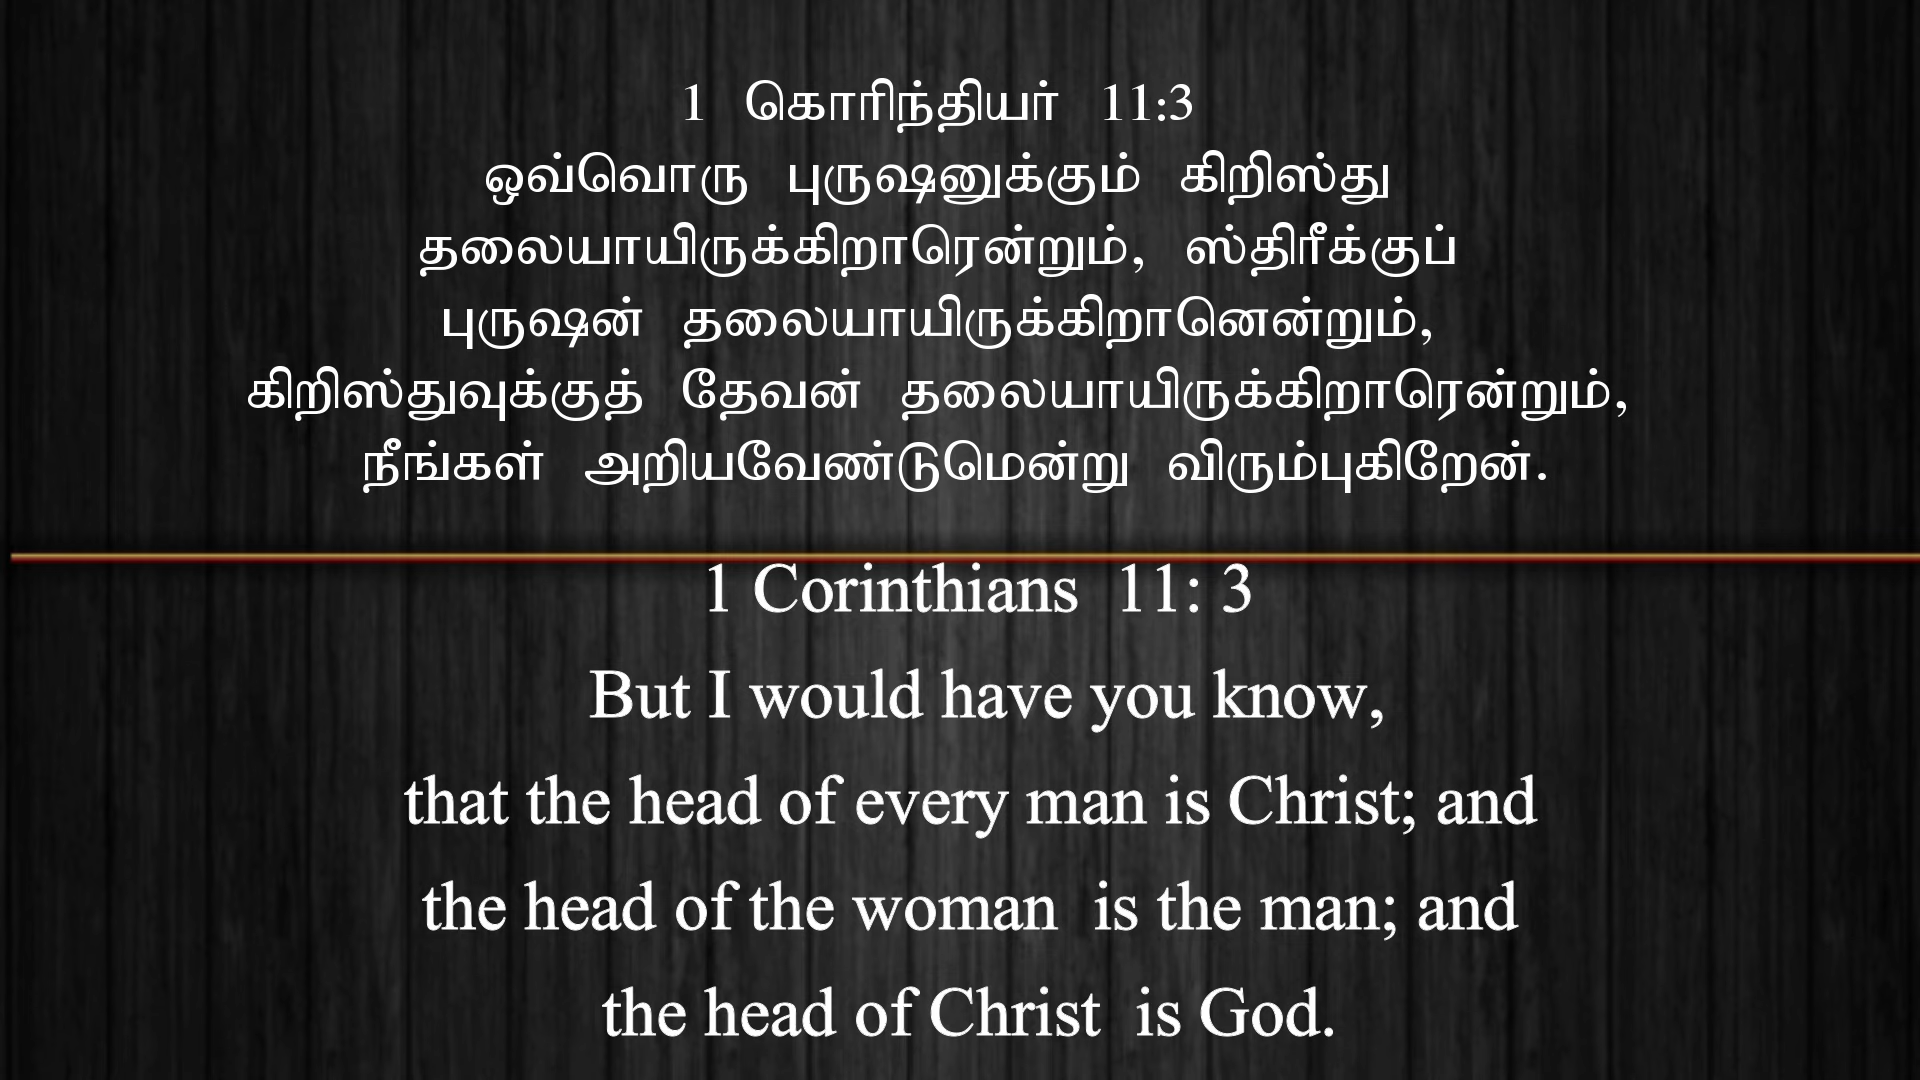 1 கொரிந்தியர் 11:3
ஒவ்வொரு புருஷனுக்கும் கிறிஸ்து
தலையாயிருக்கிறாரென்றும், ஸ்திரீக்குப்
புருஷன் தலையாயிருக்கிறானென்றும்,
கிறிஸ்துவுக்குத் தேவன் தலையாயிருக்கிறாரென்றும்,
நீங்கள் அறியவேண்டுமென்று விரும்புகிறேன்.
1 Corinthians 11: 3
But I would have you know,
that the head of every man is Christ; and
the head of the woman is the man; and
the head of Christ is God.